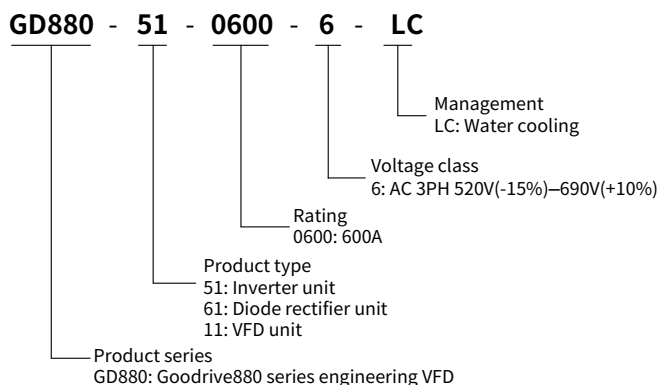 GD880 - 51 - 0600 - 6 - LC
Management
LC: Water cooling
Voltage class
6: AC 3PH 520V(-15%)–690V(+10%)
Rating
0600: 600A
Product type
51: Inverter unit
61: Diode rectifier unit
11: VFD unit
Product series
GD880: Goodrive880 series engineering VFD